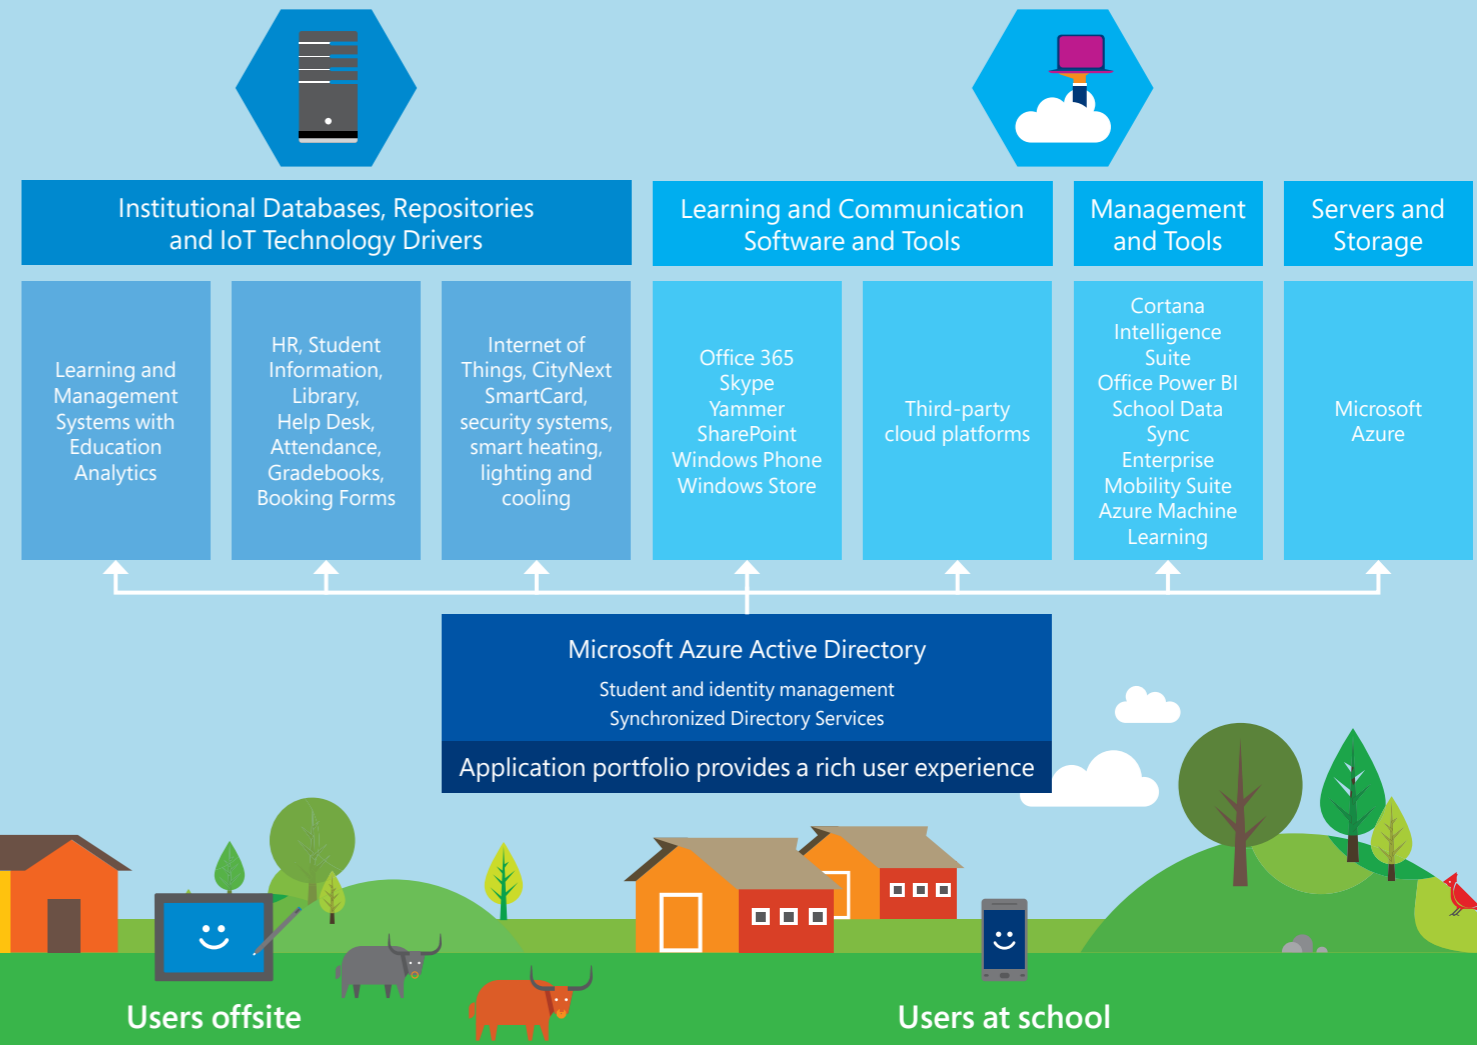 Institutional Databases, Repositories
and IoT Technology Drivers
Learning and Communication
Software and Tools
Management
and Tools
Servers and
Storage
Learning and
Management
Systems with
Education
Analytics
HR, Student
Information,
Library,
Help Desk,
Attendance,
Gradebooks,
Booking Forms
Internet of
Things, CityNext
SmartCard,
security systems,
smart heating,
lighting and
cooling
Office 365
Skype
Yammer
SharePoint
Windows Phone
Windows Store
Third-party
cloud platforms
Cortana
Intelligence
Suite
Office Power BI
School Data
Sync
Enterprise
Mobility Suite
Azure Machine
Learning
Microsoft
Azure
Microsoft Azure Active Directory
Student and identity management
Synchronized Directory Services
Application portfolio provides a rich user experience
Users offsite
Users at school